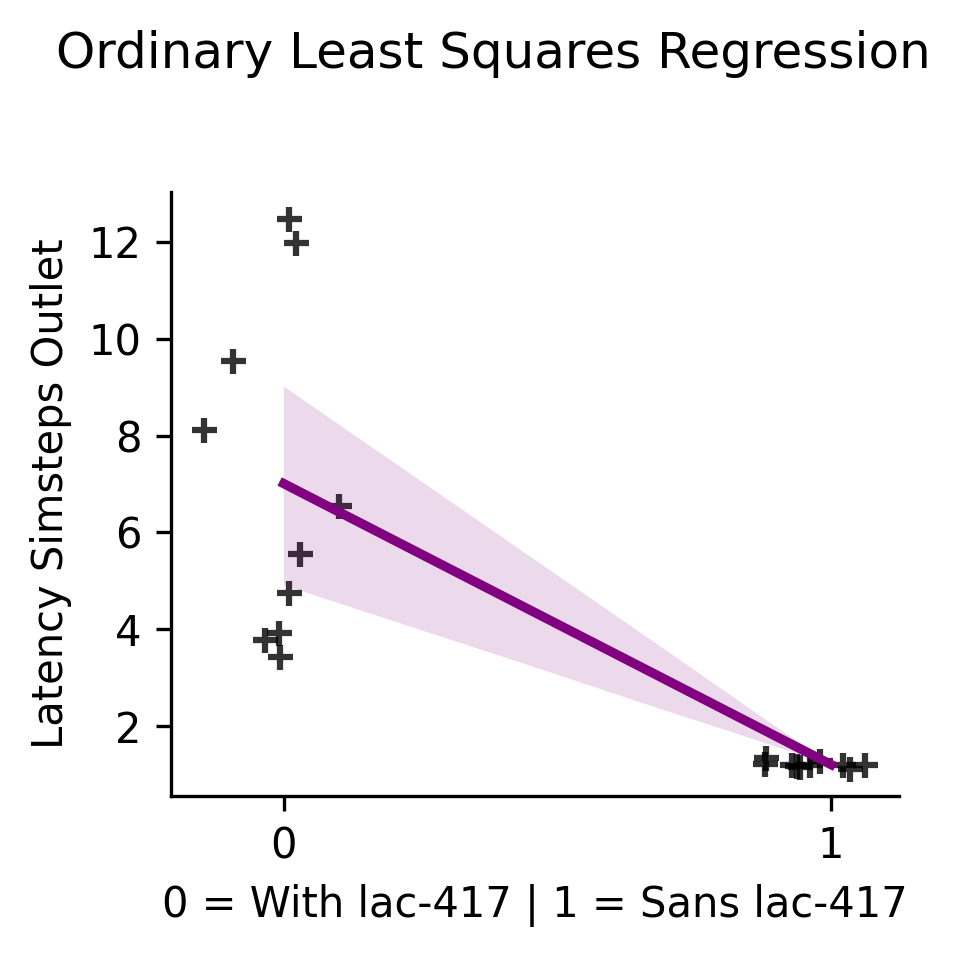 Ordinary Least Squares Regression
Latency Simsteps Outlet
12
10
8
6
4
2
0
1
0 = With lac-417 | 1 = Sans lac-417